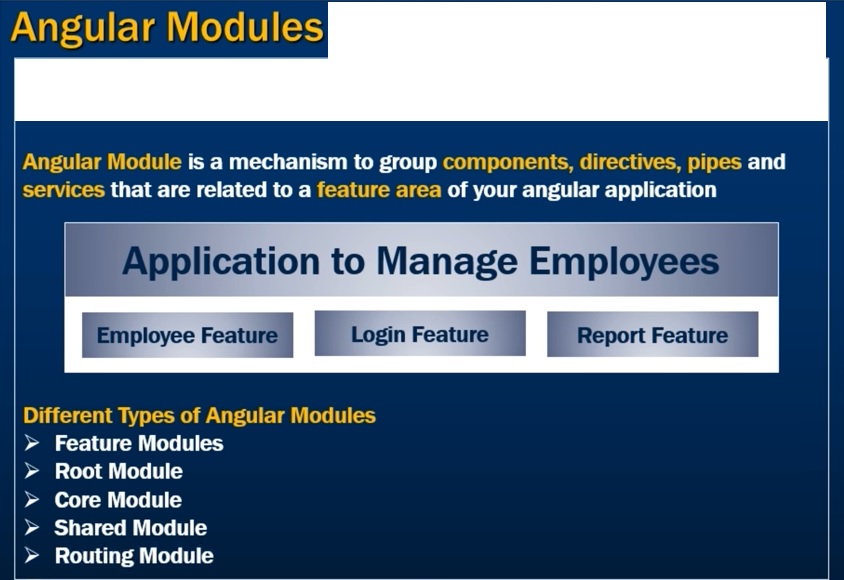 Angular Modules
Angular Module is a mechanism to group components, directives, pipes and
services that are related to a feature area of your angular application
Application to Manage Employees
Employee Feature
Login Feature
Report Feature
Different Types of Angular Modules
Feature Modules
Root Module
Core Module
Shared Module
Routing Module